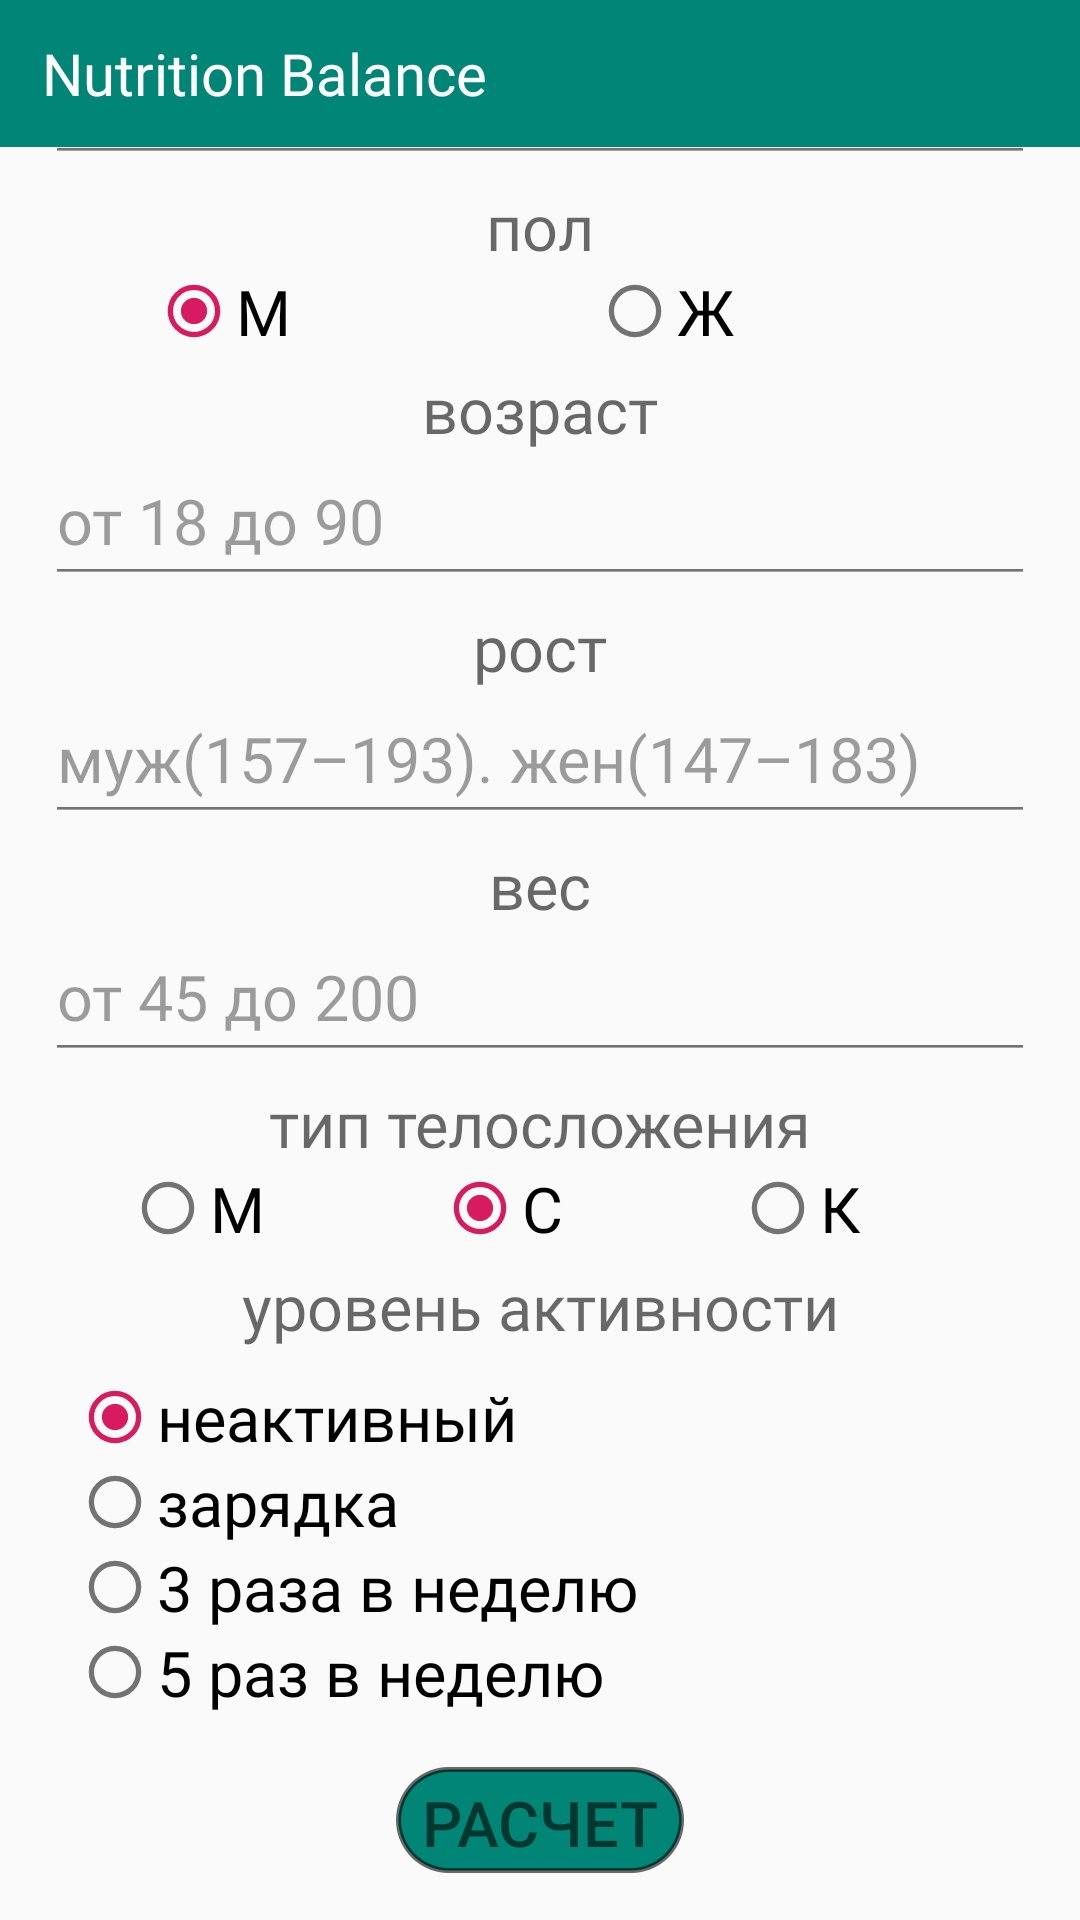 Nutrition Balance
пол
М Ж
возраст
от 18 до 90
рост
муж(157–193). жен(147–183)
вес
от 45 до 200
тип телосложения
М С К
уровень активности
неактивный
зарядка
3 раза в неделю
5 раз в неделю
РАСЧЕТ